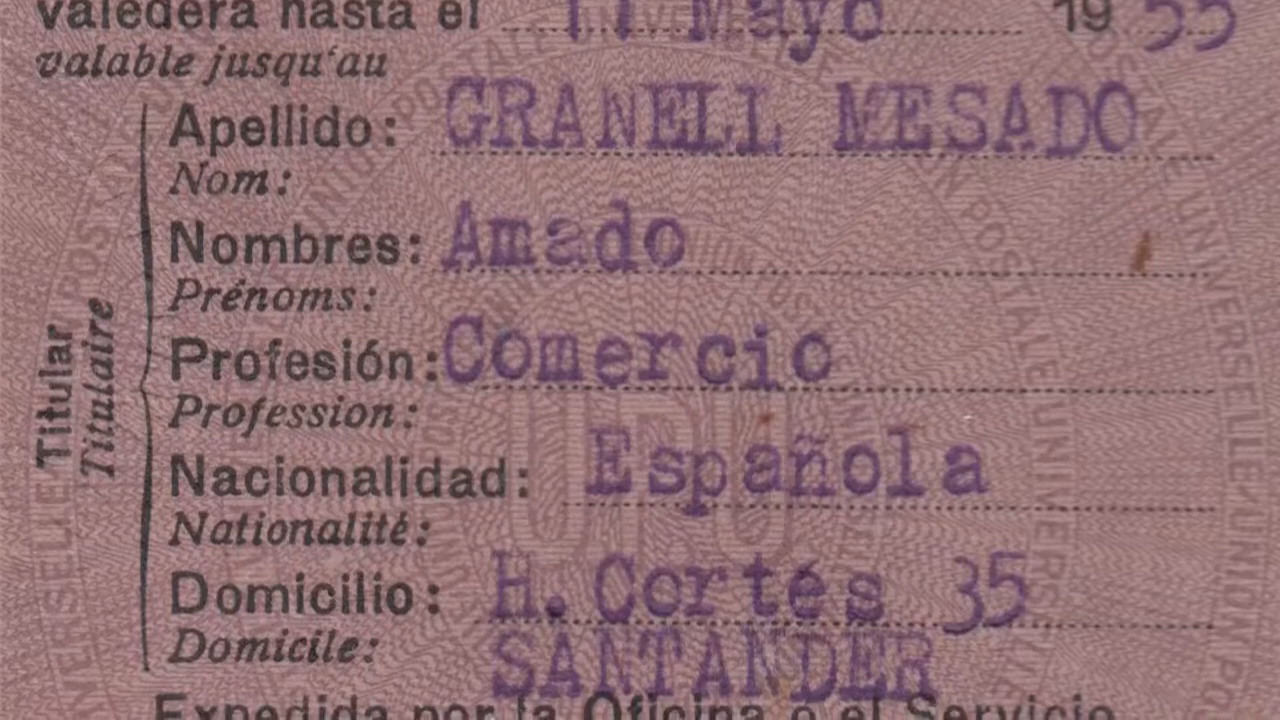 valedera hasta el 11 Mayo 1955
valable jusqu'au
Titular
Titulaire
Apellido: GRANELL MESADO
Nom:
Nombres: Amado
Prénoms:
Profesión: Comercio
Profession:
Nacionalidad: Española
Nationalité:
Domicilio: H. Cortés 35
Domicile: SANTANDER
Expedida por la Oficina o el Servicio
UPU